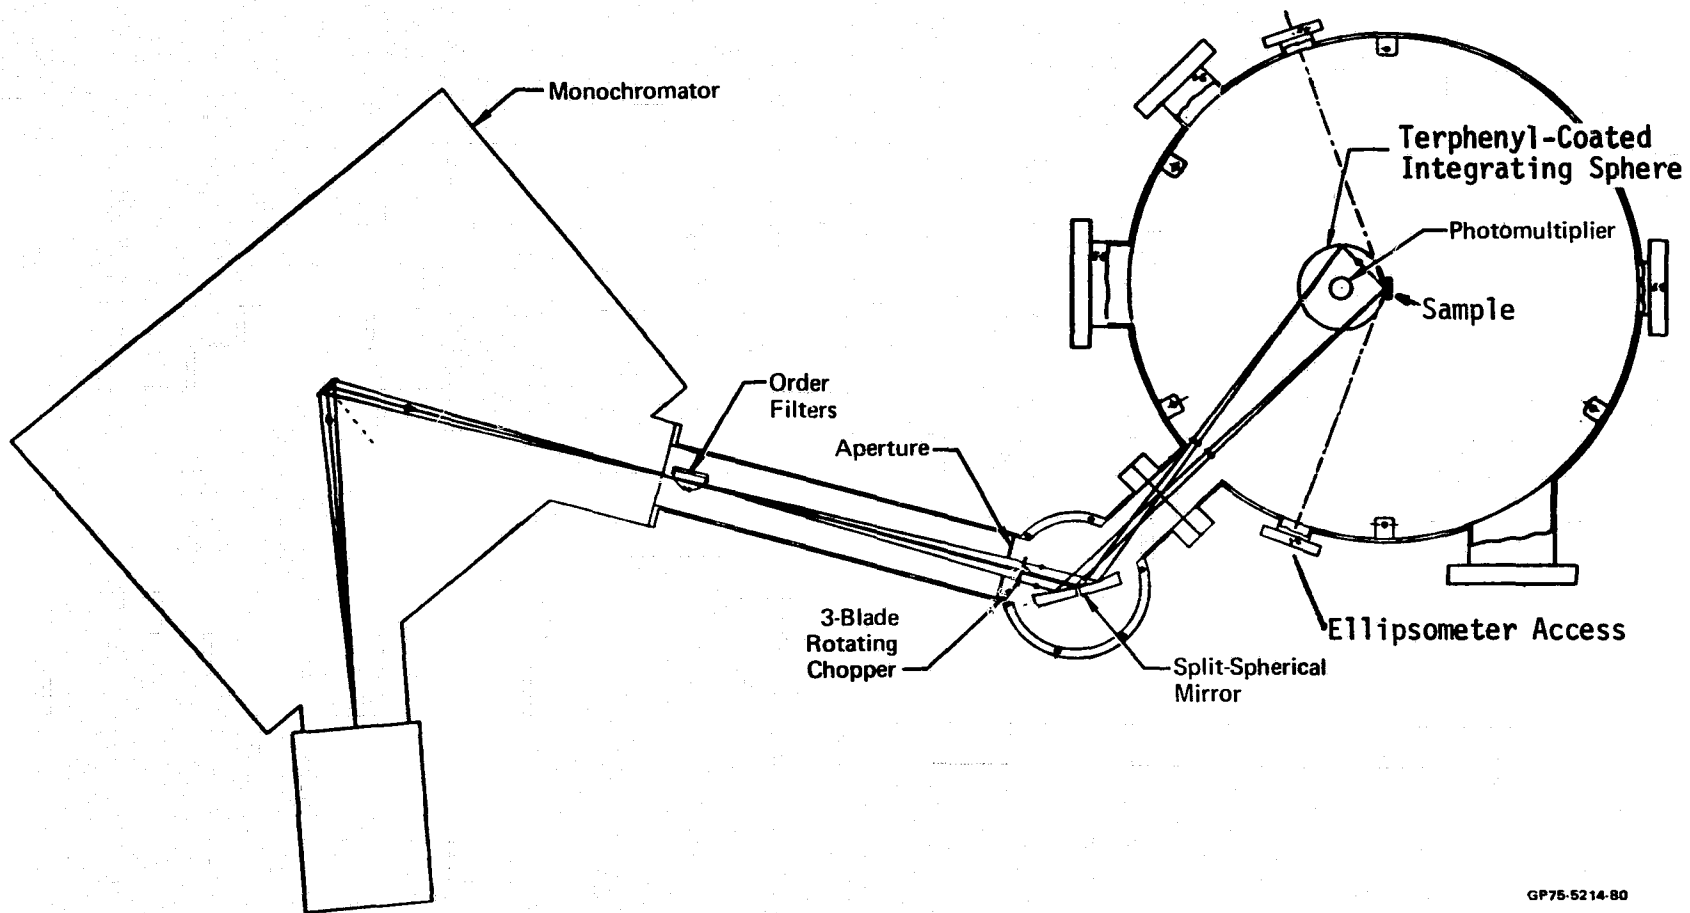 Monochromator
Terphenyl-Coated
Integrating Sphere
Photomultiplier
Sample
Order
Filters
Aperture
3-Blade
Rotating
Chopper
Ellipsometer Access
Split-Spherical
Mirror
GP75-5214-80